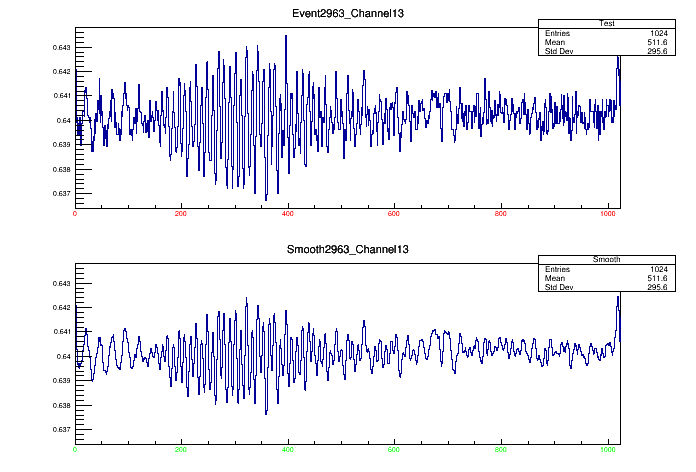 Event2963_Channel13
Test
Entries 1024
Mean 511.6
Std Dev 295.6
0.643
0.642
0.641
0.64
0.639
0.638
0.637
0 200 400 600 800 1000
Smooth2963_Channel13
Smooth
Entries 1024
Mean 511.6
Std Dev 295.6
0.643
0.642
0.641
0.64
0.639
0.638
0.637
0 200 400 600 800 1000